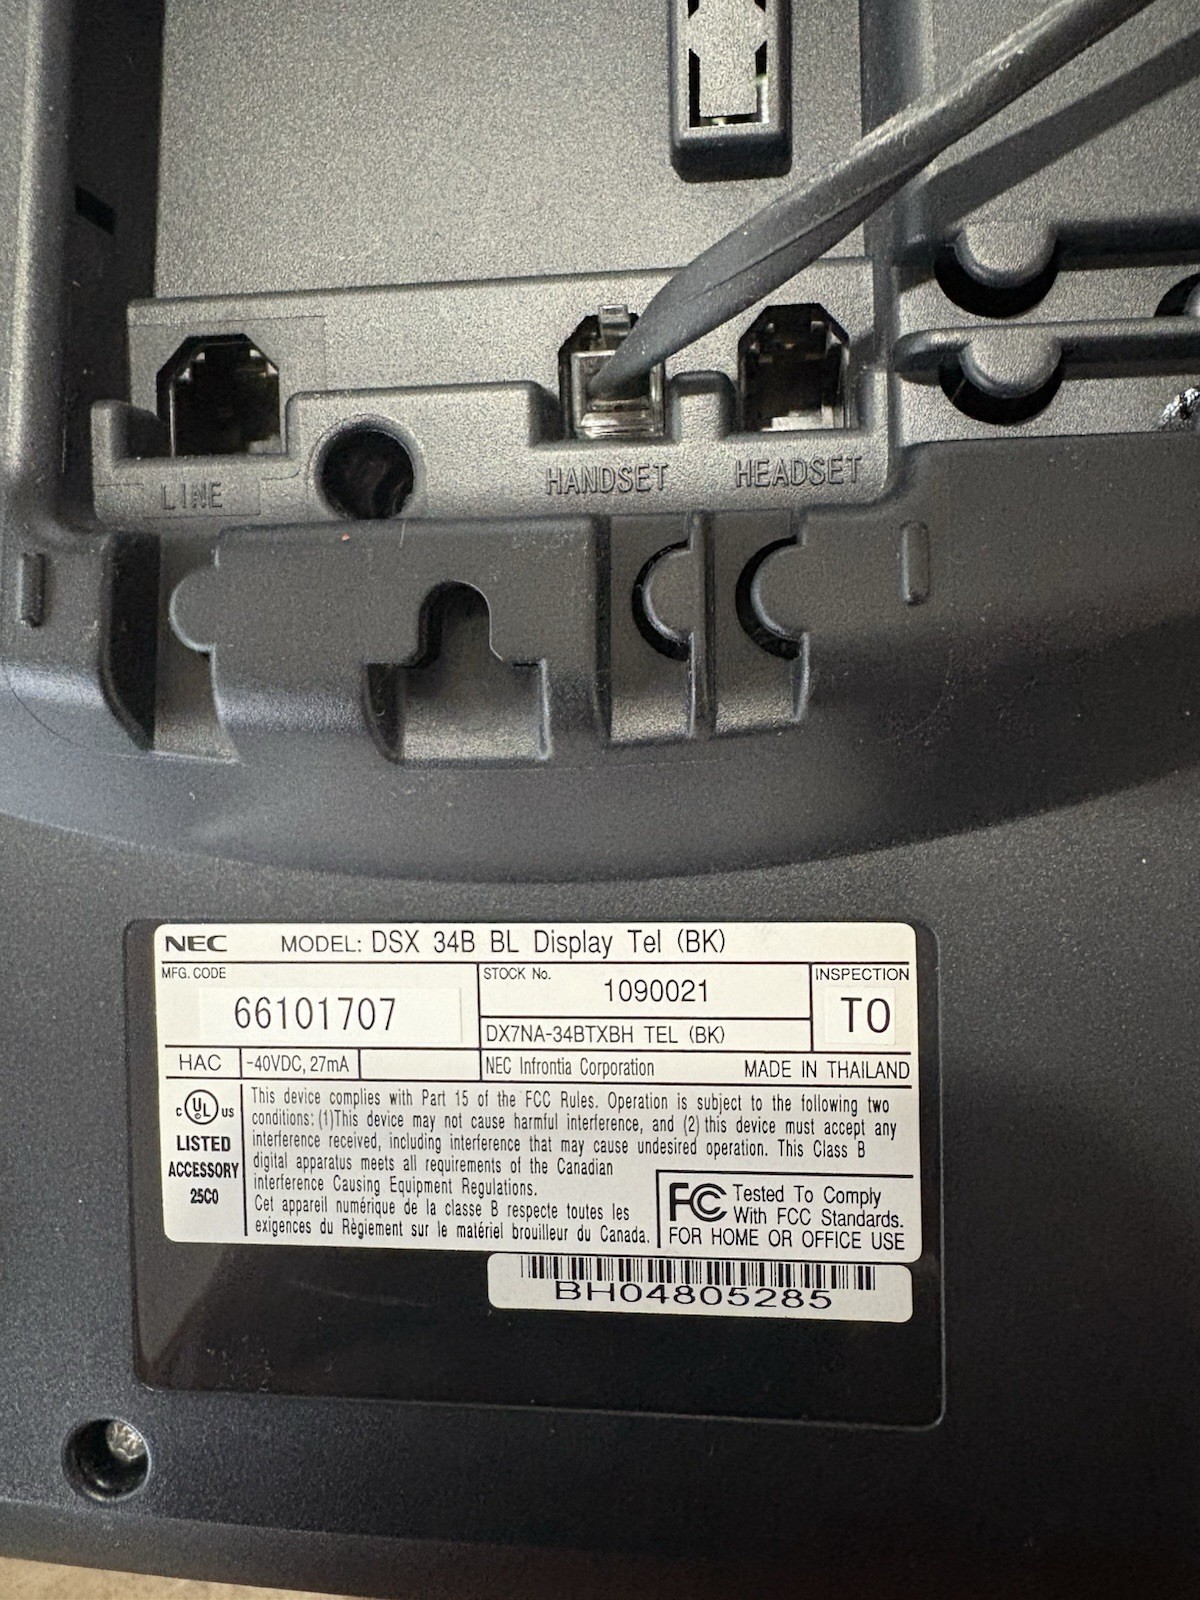 LINE
HANDSET
HEADSET
NEC MODEL: DSX 34B BL Display Tel (BK)
MFG. CODE
66101707
STOCK No.
1090021
DX7NA-34BTXBH TEL (BK)
INSPECTION
TO
HAC
-40VDC, 27mA
NEC Infrontia Corporation MADE IN THAILAND
C UL US
LISTED
ACCESSORY
25C0
This device complies with Part 15 of the FCC Rules. Operation is subject to the following two
conditions: (1)This device may not cause harmful interference, and (2) this device must accept any
interference received, including interference that may cause undesired operation. This Class B
digital apparatus meets all requirements of the Canadian
interference Causing Equipment Regulations.
Cet appareil numérique de la classe B respecte toutes les
exigences du Règiement sur le matériel brouilleur du Canada.
FC Tested To Comply
With FCC Standards.
FOR HOME OR OFFICE USE
BH04805285